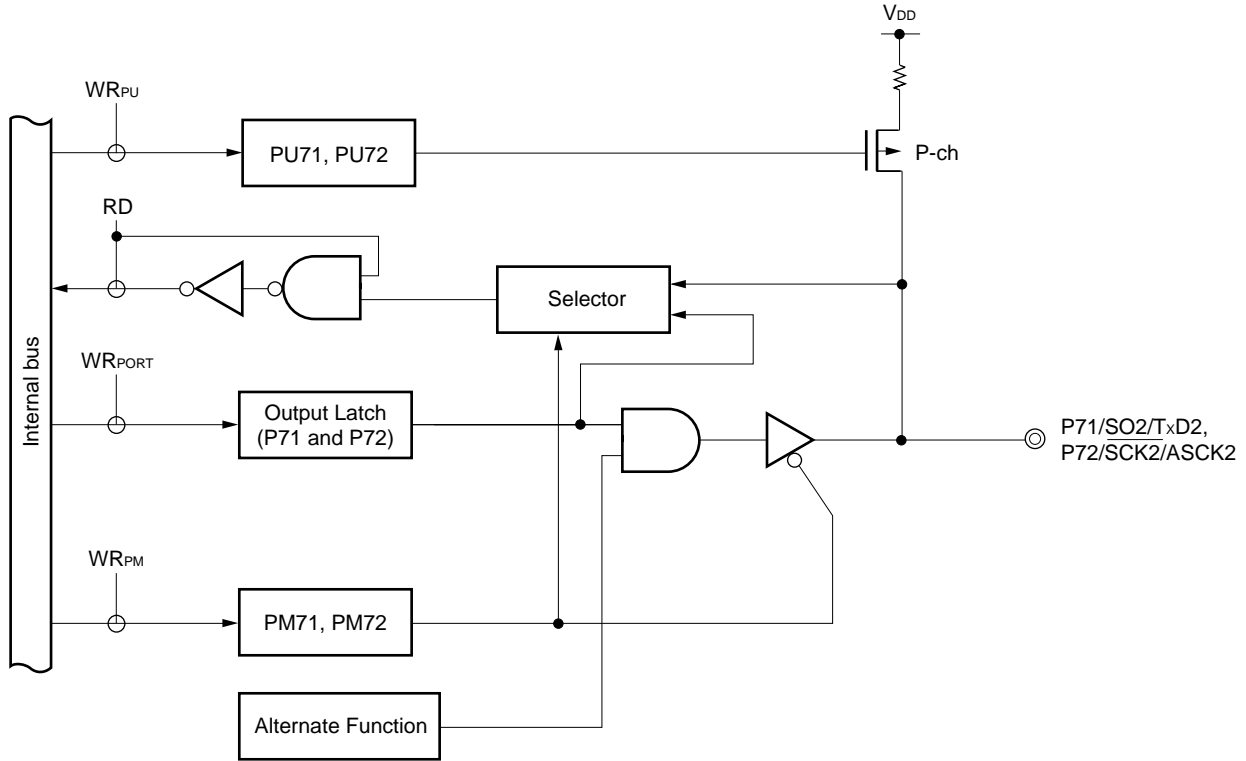 VDD
WRPU
PU71, PU72
P-ch
RD
Selector
Internal bus
WRPORT
Output Latch
(P71 and P72)
P71/SO2/TxD2,
P72/S̅C̅K̅2̅/ASCK2
WRPM
PM71, PM72
Alternate Function